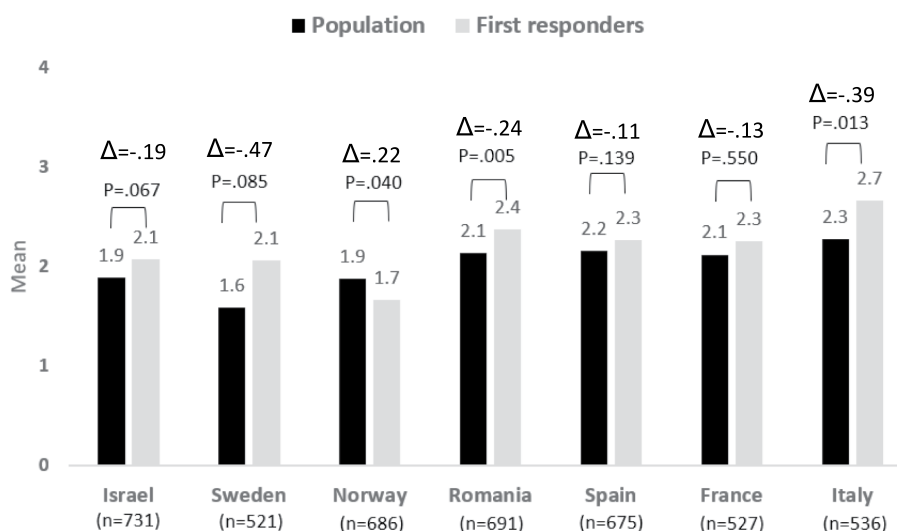 Population First responders
4
3
2
1
0
Mean
Δ=-.19
P=.067
1.9 2.1
Δ=-.47
P=.085
1.6 2.1
Δ=.22
P=.040
1.9 1.7
Δ=-.24
P=.005
2.1 2.4
Δ=-.11
P=.139
2.2 2.3
Δ=-.13
P=.550
2.1 2.3
Δ=-.39
P=.013
2.3 2.7
Israel Sweden Norway Romania Spain France Italy
(n=731) (n=521) (n=686) (n=691) (n=675) (n=527) (n=536)